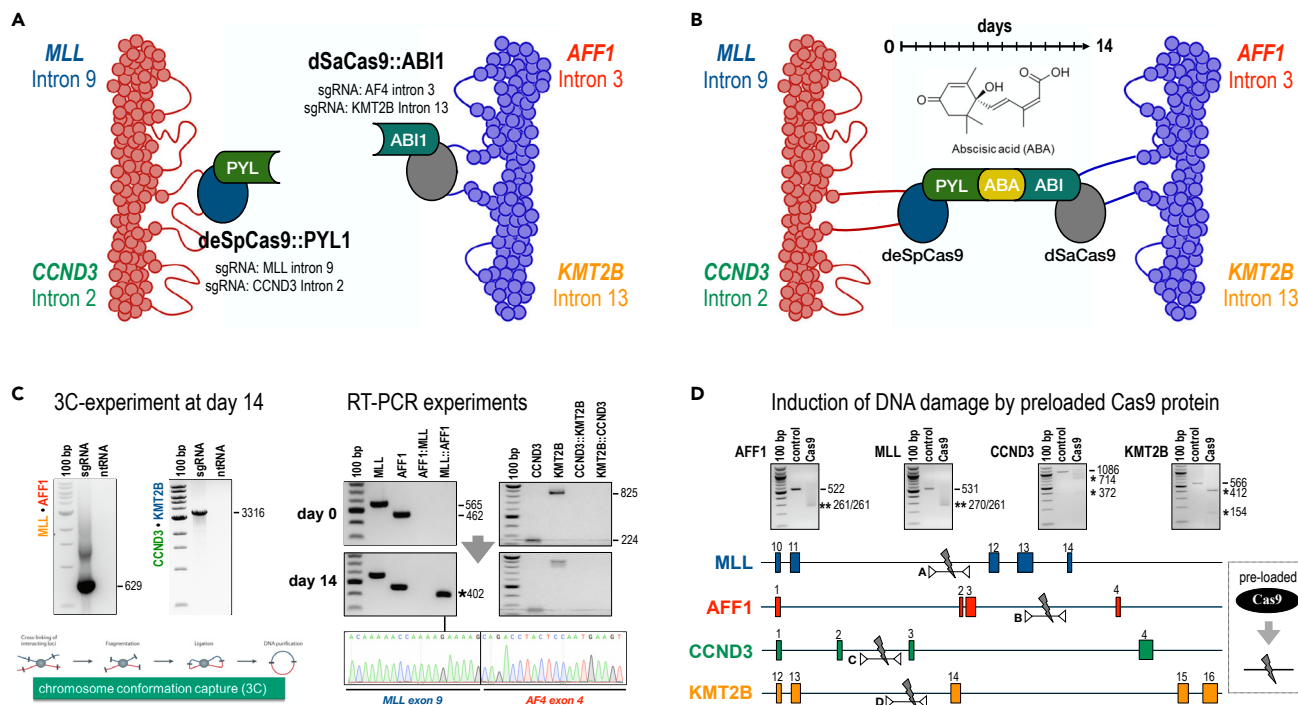 A
MLL
Intron 9
dSaCas9::ABI1
sgRNA: AF4 intron 3
sgRNA: KMT2B Intron 13
AFF1
Intron 3
ABI1
PYL
deSpCas9::PYL1
sgRNA: MLL intron 9
sgRNA: CCND3 Intron 2
CCND3
Intron 2
KMT2B
Intron 13
B
days
0
14
MLL
Intron 9
AFF1
Intron 3
O
OH
O
OH
Abscisic acid (ABA)
PYL
ABA
ABI
deSpCas9
dSaCas9
CCND3
Intron 2
KMT2B
Intron 13
C
3C-experiment at day 14
MLL • AFF1
100 bp
sgRNA
ntRNA
629
CCND3 • KMT2B
100 bp
sgRNA
ntRNA
3316
Cross-linking of
interacting loci
Fragmentation
Ligation
DNA purification
chromosome conformation capture (3C)
RT-PCR experiments
100 bp
MLL
AFF1
AFF1::MLL
MLL::AFF1
CCND3
KMT2B
CCND3::KMT2B
KMT2B::CCND3
day 0
565
462
825
224
day 14
*402
ACAAAAACCAAAAGAAAAGCAGACCTACTCCAATGAAGT
MLL exon 9
AF4 exon 4
D
Induction of DNA damage by preloaded Cas9 protein
AFF1
100 bp
control
Cas9
522
** 261/261
MLL
100 bp
control
Cas9
531
** 270/261
CCND3
100 bp
control
Cas9
1086
* 714
* 372
KMT2B
100 bp
control
Cas9
566
* 412
* 154
MLL
10 11 12 13 14
A
AFF1
1 2 3 4
B
CCND3
1 2 3 4
C
KMT2B
12 13 14 15 16
D
pre-loaded
Cas9